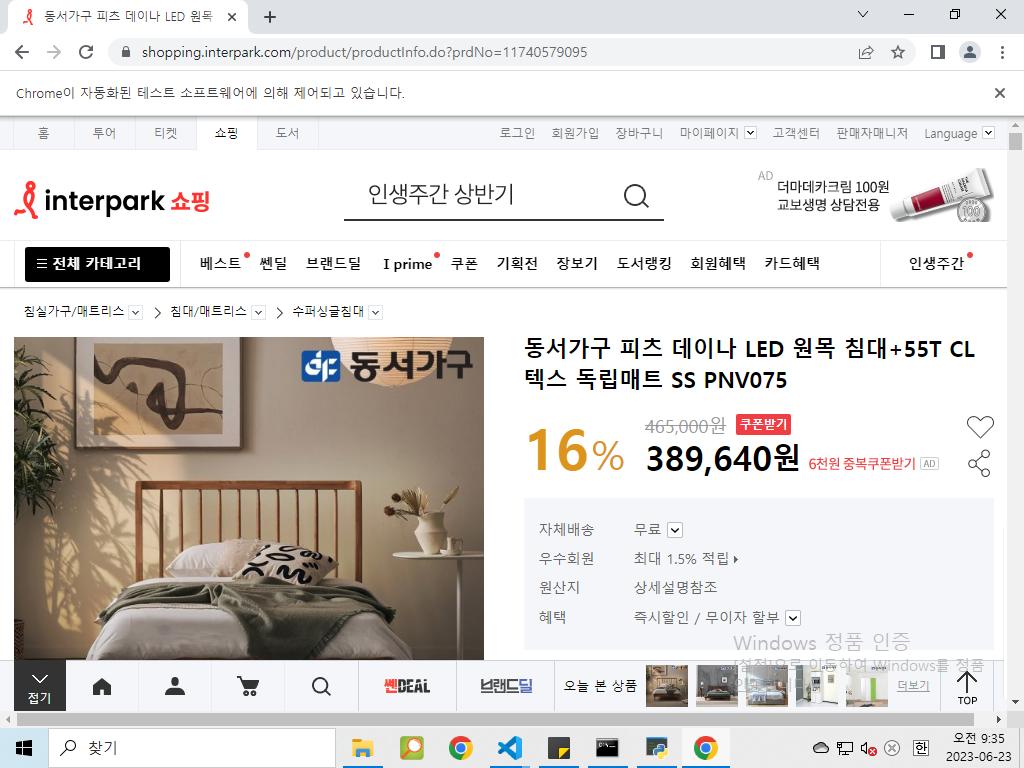 동서가구 피츠 데이나 LED 원목
shopping.interpark.com/product/productInfo.do?prdNo=11740579095
Chrome이 자동화된 테스트 소프트웨어에 의해 제어되고 있습니다.
홈 투어 티켓 쇼핑 도서 로그인 회원가입 장바구니 마이페이지 고객센터 판매자매니저 Language
interpark 쇼핑
인생주간 상반기
AD
더마데카크림 100원
교보생명 상담전용
전체 카테고리 베스트 쎈딜 브랜드딜 I prime 쿠폰 기획전 장보기 도서랭킹 회원혜택 카드혜택 인생주간
침실가구/매트리스 침대/매트리스 수퍼싱글침대
동서가구
동서가구 피츠 데이나 LED 원목 침대+55T CL
텍스 독립매트 SS PNV075
16%
465,000원 쿠폰받기
389,640원 6천원 중복쿠폰받기 AD
자체배송 무료
우수회원 최대 1.5% 적립
원산지 상세설명참조
혜택 즉시할인 / 무이자 할부
Windows 정품 인증
[설정]으로 이동하여 Windows를 정품
접기
쎈DEAL
브랜드딜
오늘 본 상품
더보기
TOP
찾기
한
오전 9:35
2023-06-23